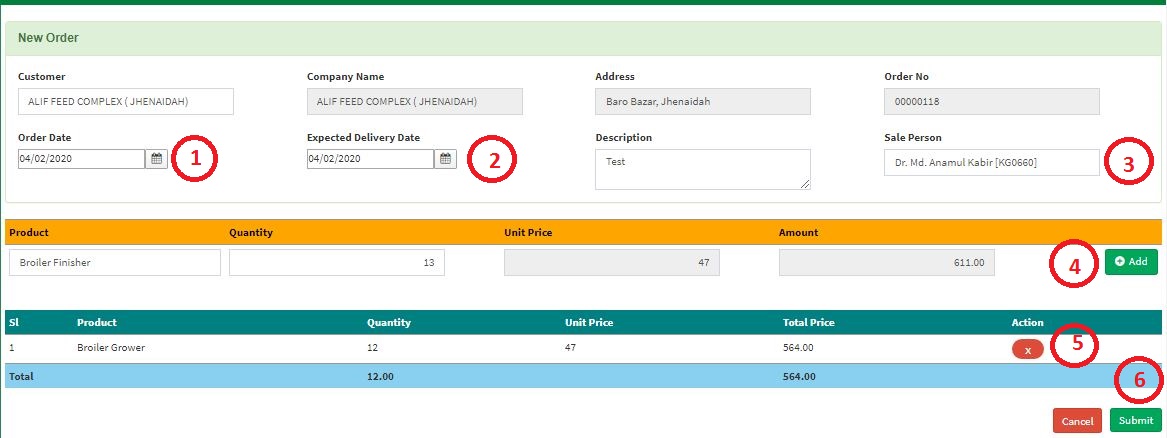 New Order
Customer Company Name Address Order No
ALIF FEED COMPLEX ( JHENAIDAH) ALIF FEED COMPLEX ( JHENAIDAH) Baro Bazar, Jhenaidah 00000118
Order Date Expected Delivery Date Description Sale Person
04/02/2020 1 04/02/2020 2 Test Dr. Md. Anamul Kabir [KG0660] 3
Product Quantity Unit Price Amount
Broiler Finisher 13 47 611.00 4 Add
Sl Product Quantity Unit Price Total Price Action
1 Broiler Grower 12 47 564.00 x 5
Total 12.00 564.00 6
Cancel Submit